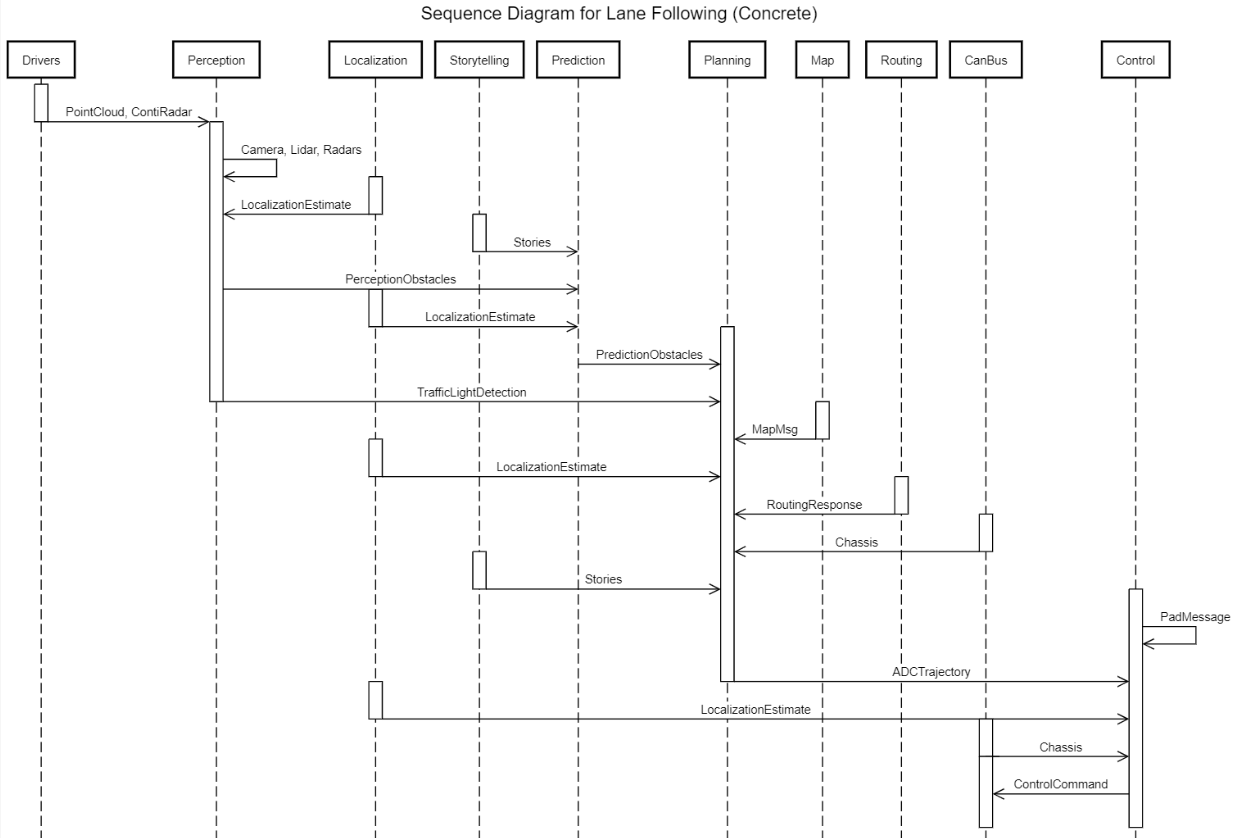 Sequence Diagram for Lane Following (Concrete)
Drivers
Perception
Localization
Storytelling
Prediction
Planning
Map
Routing
CanBus
Control
PointCloud, ContiRadar
Camera, Lidar, Radars
LocalizationEstimate
Stories
PerceptionObstacles
LocalizationEstimate
PredictionObstacles
TrafficLightDetection
MapMsg
LocalizationEstimate
RoutingResponse
Chassis
Stories
PadMessage
ADCTrajectory
LocalizationEstimate
Chassis
ControlCommand